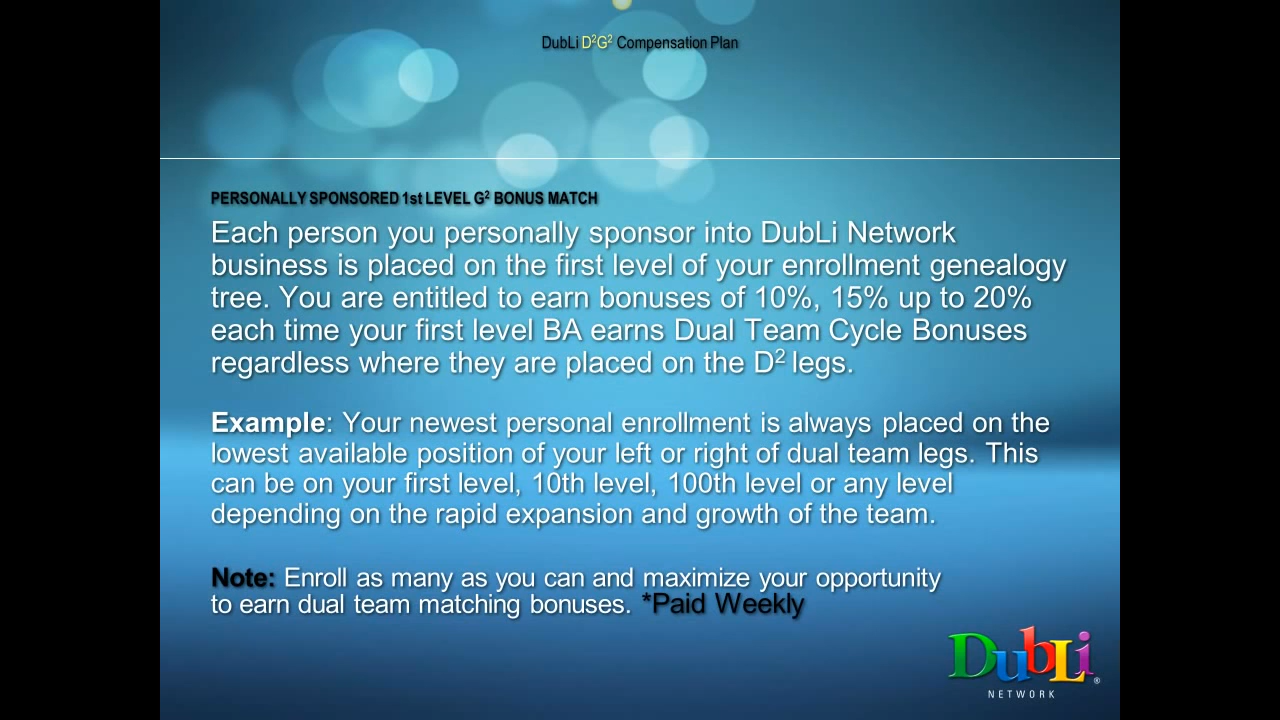 DubLi D²G² Compensation Plan
PERSONALLY SPONSORED 1st LEVEL G² BONUS MATCH
Each person you personally sponsor into DubLi Network
business is placed on the first level of your enrollment genealogy
tree. You are entitled to earn bonuses of 10%, 15% up to 20%
each time your first level BA earns Dual Team Cycle Bonuses
regardless where they are placed on the D² legs.
Example: Your newest personal enrollment is always placed on the
lowest available position of your left or right of dual team legs. This
can be on your first level, 10th level, 100th level or any level
depending on the rapid expansion and growth of the team.
Note: Enroll as many as you can and maximize your opportunity
to earn dual team matching bonuses. *Paid Weekly
DubLi®
NETWORK